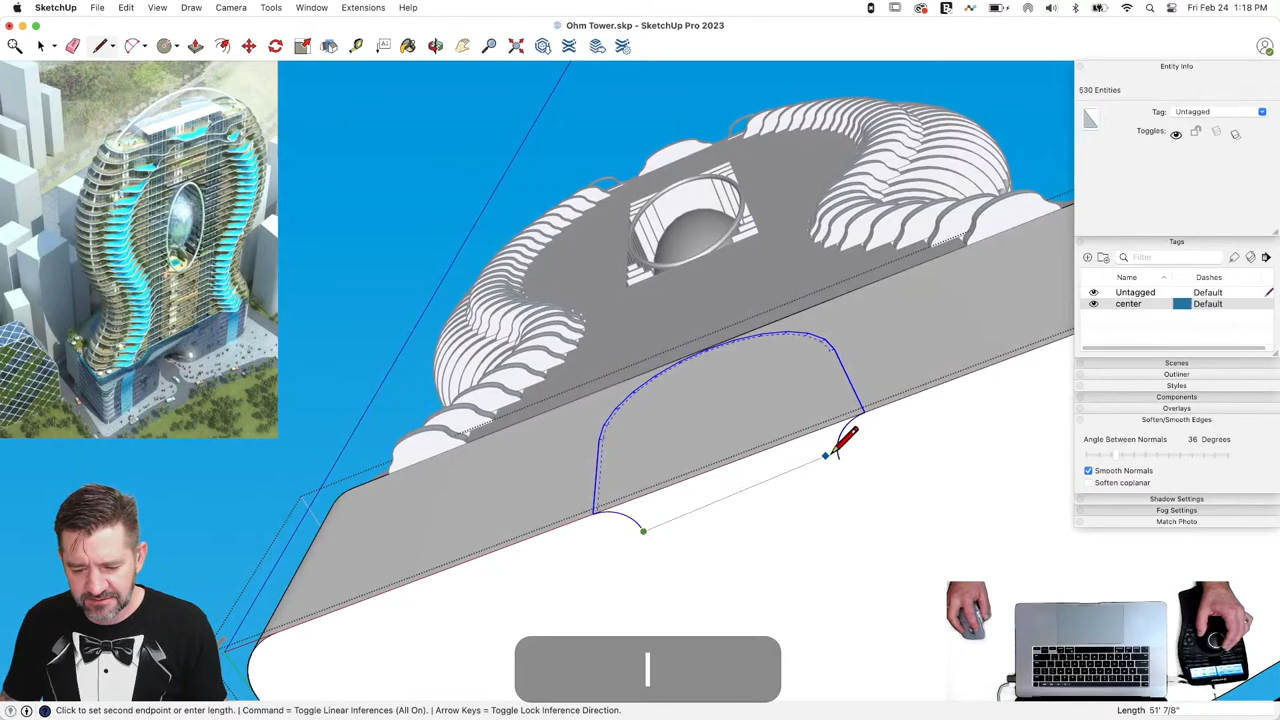 SketchUp File Edit View Draw Camera Tools Window Extensions Help Fri Feb 24 1:18 PM
Ohm Tower.skp - SketchUp Pro 2023
Entity Info
530 Entities
Tag: Untagged
Toggles:
Tags
Filter
Name Dashes
Untagged Default
center Default
Scenes
Outliner
Styles
Components
Overlays
Soften/Smooth Edges
Angle Between Normals 36 Degrees
Smooth Normals
Soften coplanar
Shadow Settings
Fog Settings
Match Photo
l
Click to set second endpoint or enter length. | Command = Toggle Linear Inferences (All On). | Arrow Keys = Toggle Lock Inference Direction. Length 51' 7/8"